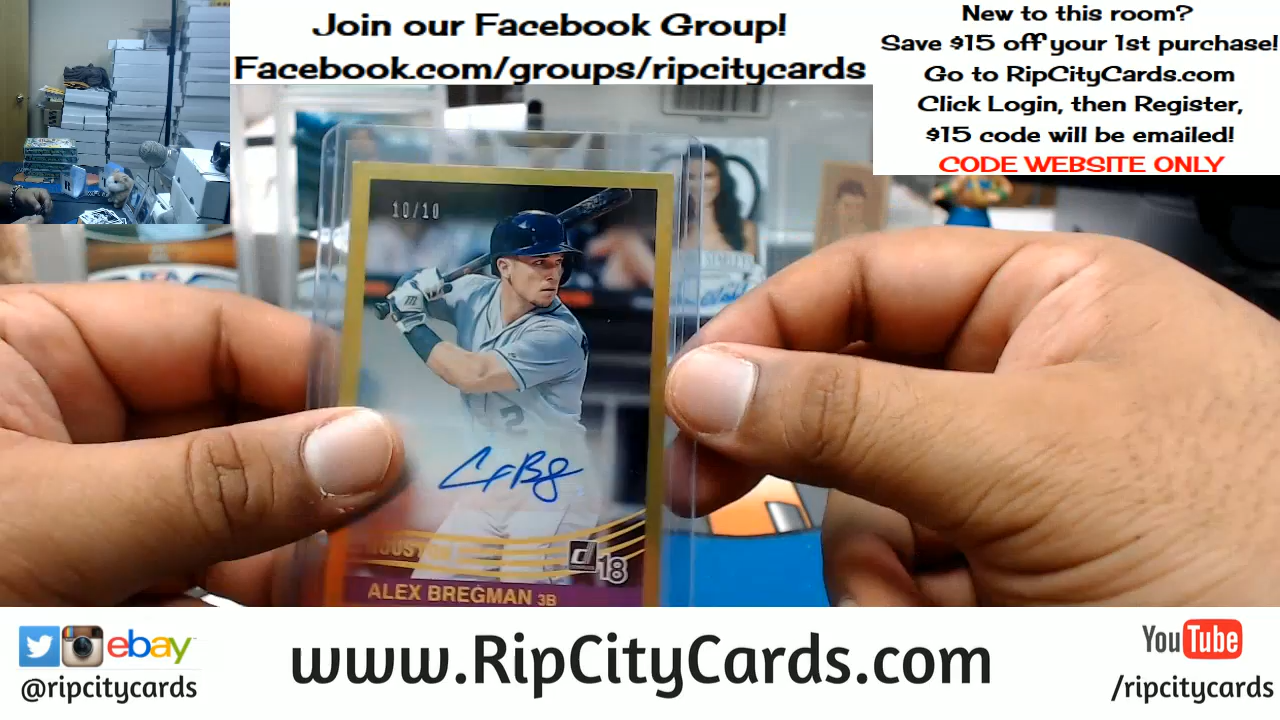 Join our Facebook Group!
Facebook.com/groups/ripcitycards
New to this room?
Save $15 off your 1st purchase!
Go to RipCityCards.com
Click Login, then Register,
$15 code will be emailed!
CODE WEBSITE ONLY
10/10
2
HOUSTON
d 18
ALEX BREGMAN 3B
ebay
@ripcitycards
www.RipCityCards.com
YouTube
/ripcitycards